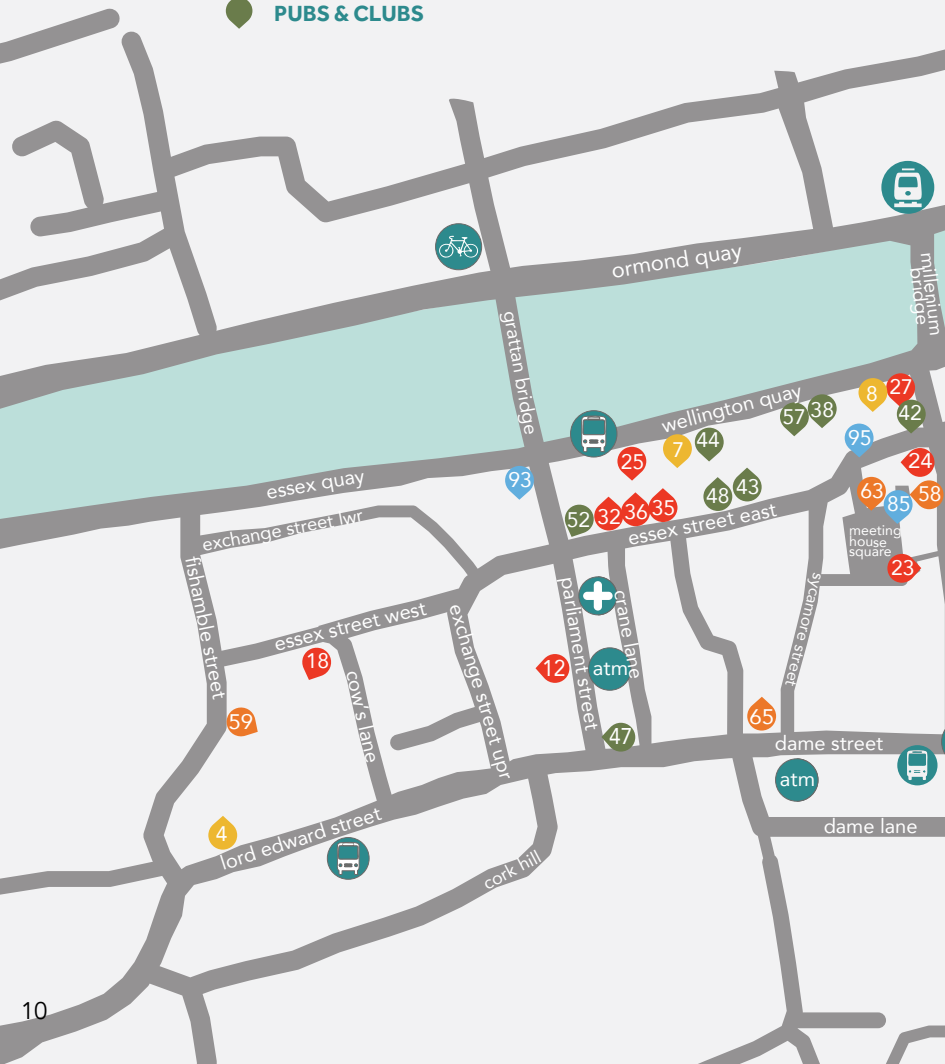 PUBS & CLUBS
ormond quay
millenium
bridge
grattan bridge
wellington quay
8
27
57
38
42
7
44
95
25
24
essex quay
93
63
58
48
43
85
52
32
36
35
essex street east
exchange street lwr
meeting
house
square
23
fishamble street
essex street west
exchange street upr
parliament street
crane lane
sycamore street
18
12
atm
cow's lane
59
65
47
dame street
atm
4
lord edward street
dame lane
cork hill
10